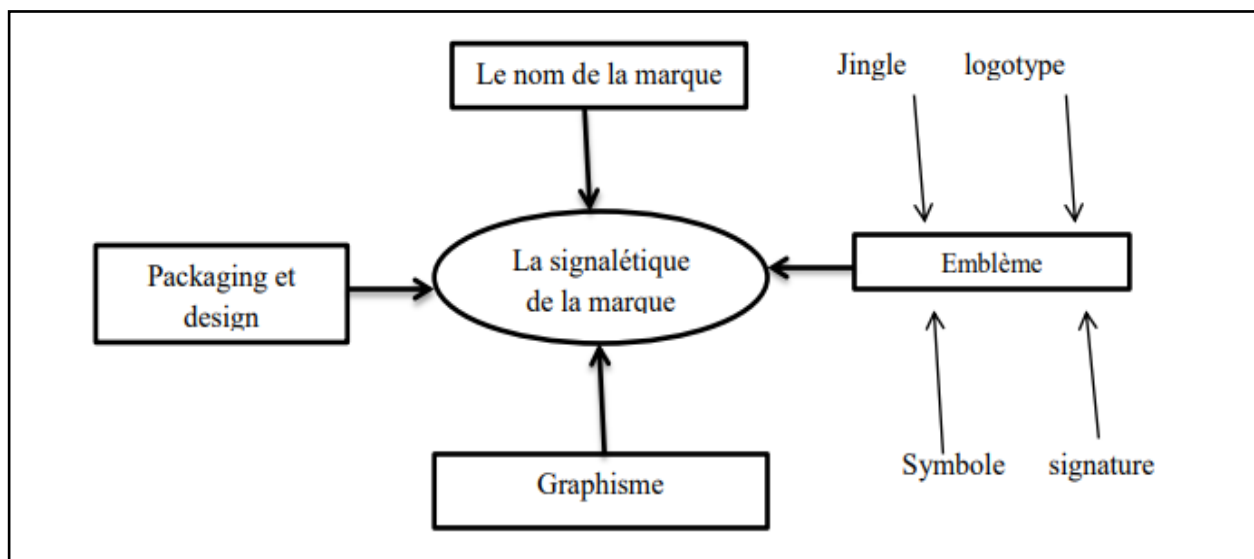 Le nom de la marque
Jingle
logotype
Packaging et
design
La signalétique
de la marque
Emblème
Graphisme
Symbole
signature